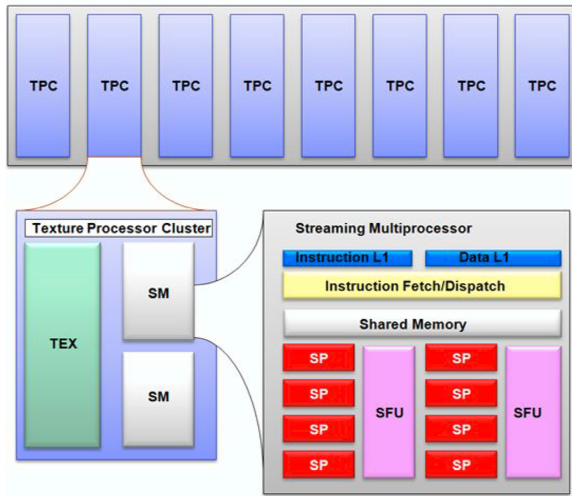 TPC TPC TPC TPC TPC TPC TPC TPC
Texture Processor Cluster
TEX
SM
SM
Streaming Multiprocessor
Instruction L1 Data L1
Instruction Fetch/Dispatch
Shared Memory
SP SP
SP SP
SFU SFU
SP SP
SP SP